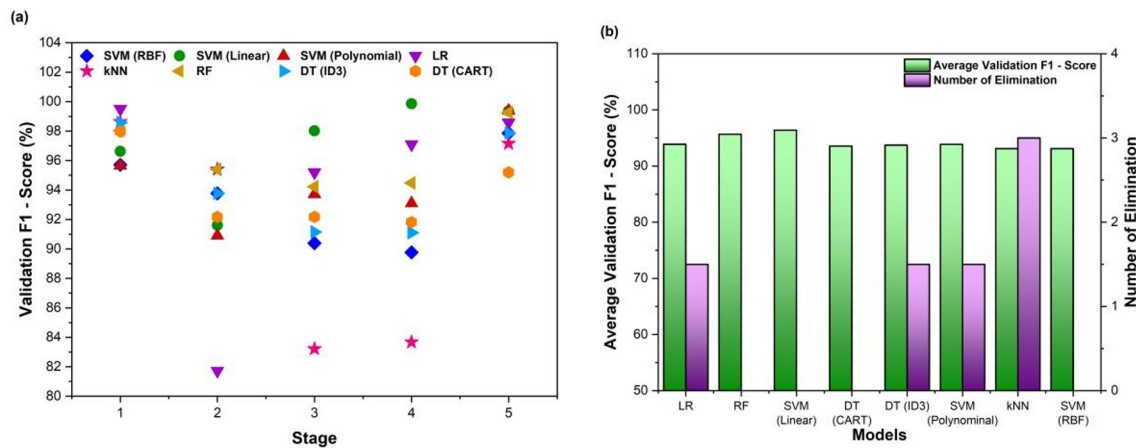 (a)
104
102
100
98
96
94
92
90
88
86
84
82
80
Validation F1 - Score (%)
SVM (RBF) SVM (Linear) SVM (Polynomial) LR
kNN RF DT (ID3) DT (CART)
1 2 3 4 5
Stage
(b)
110
100
90
80
70
60
50
Average Validation F1 - Score (%)
Average Validation F1 - Score
Number of Elimination
4
3
2
1
0
Number of Elimination
LR RF SVM DT DT (ID3) SVM kNN SVM
(Linear) (CART) (Polynominal) (RBF)
Models